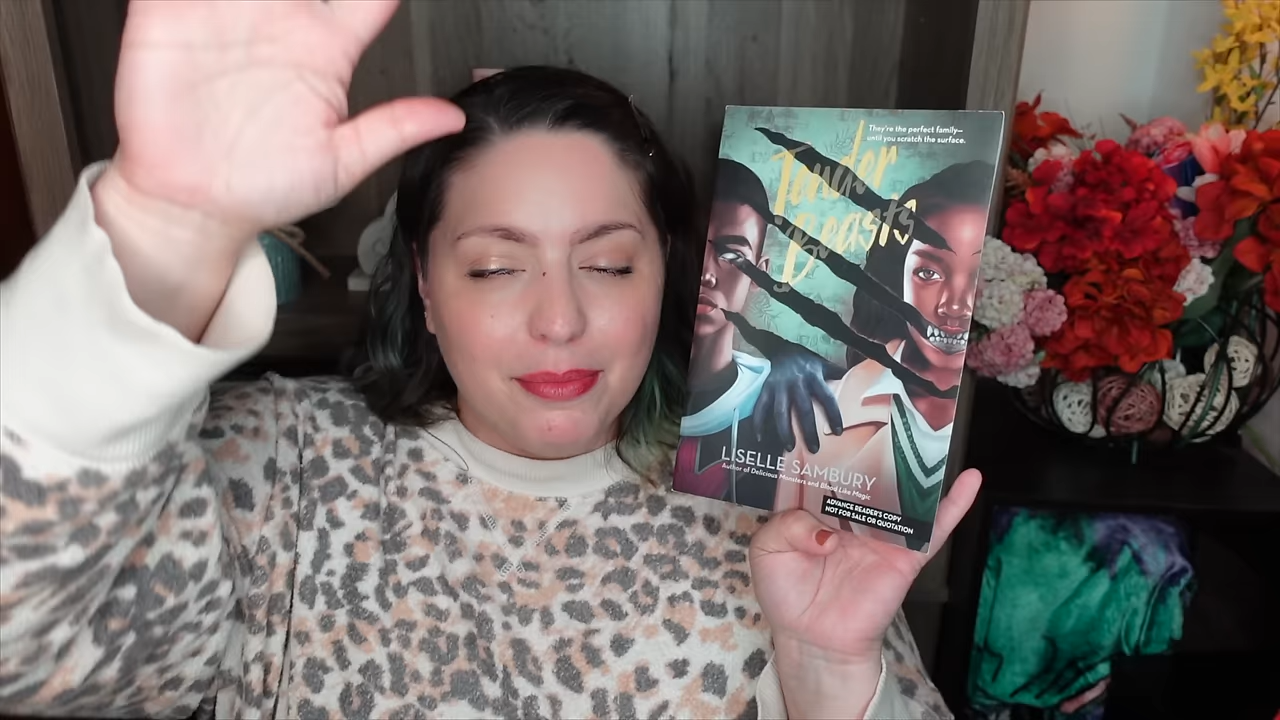 They're the perfect family—
until you scratch the surface.
Tender
Beasts
LISELLE SAMBURY
Author of Delicious Monsters and Blood Like Magic
ADVANCE READER'S COPY
NOT FOR SALE OR QUOTATION